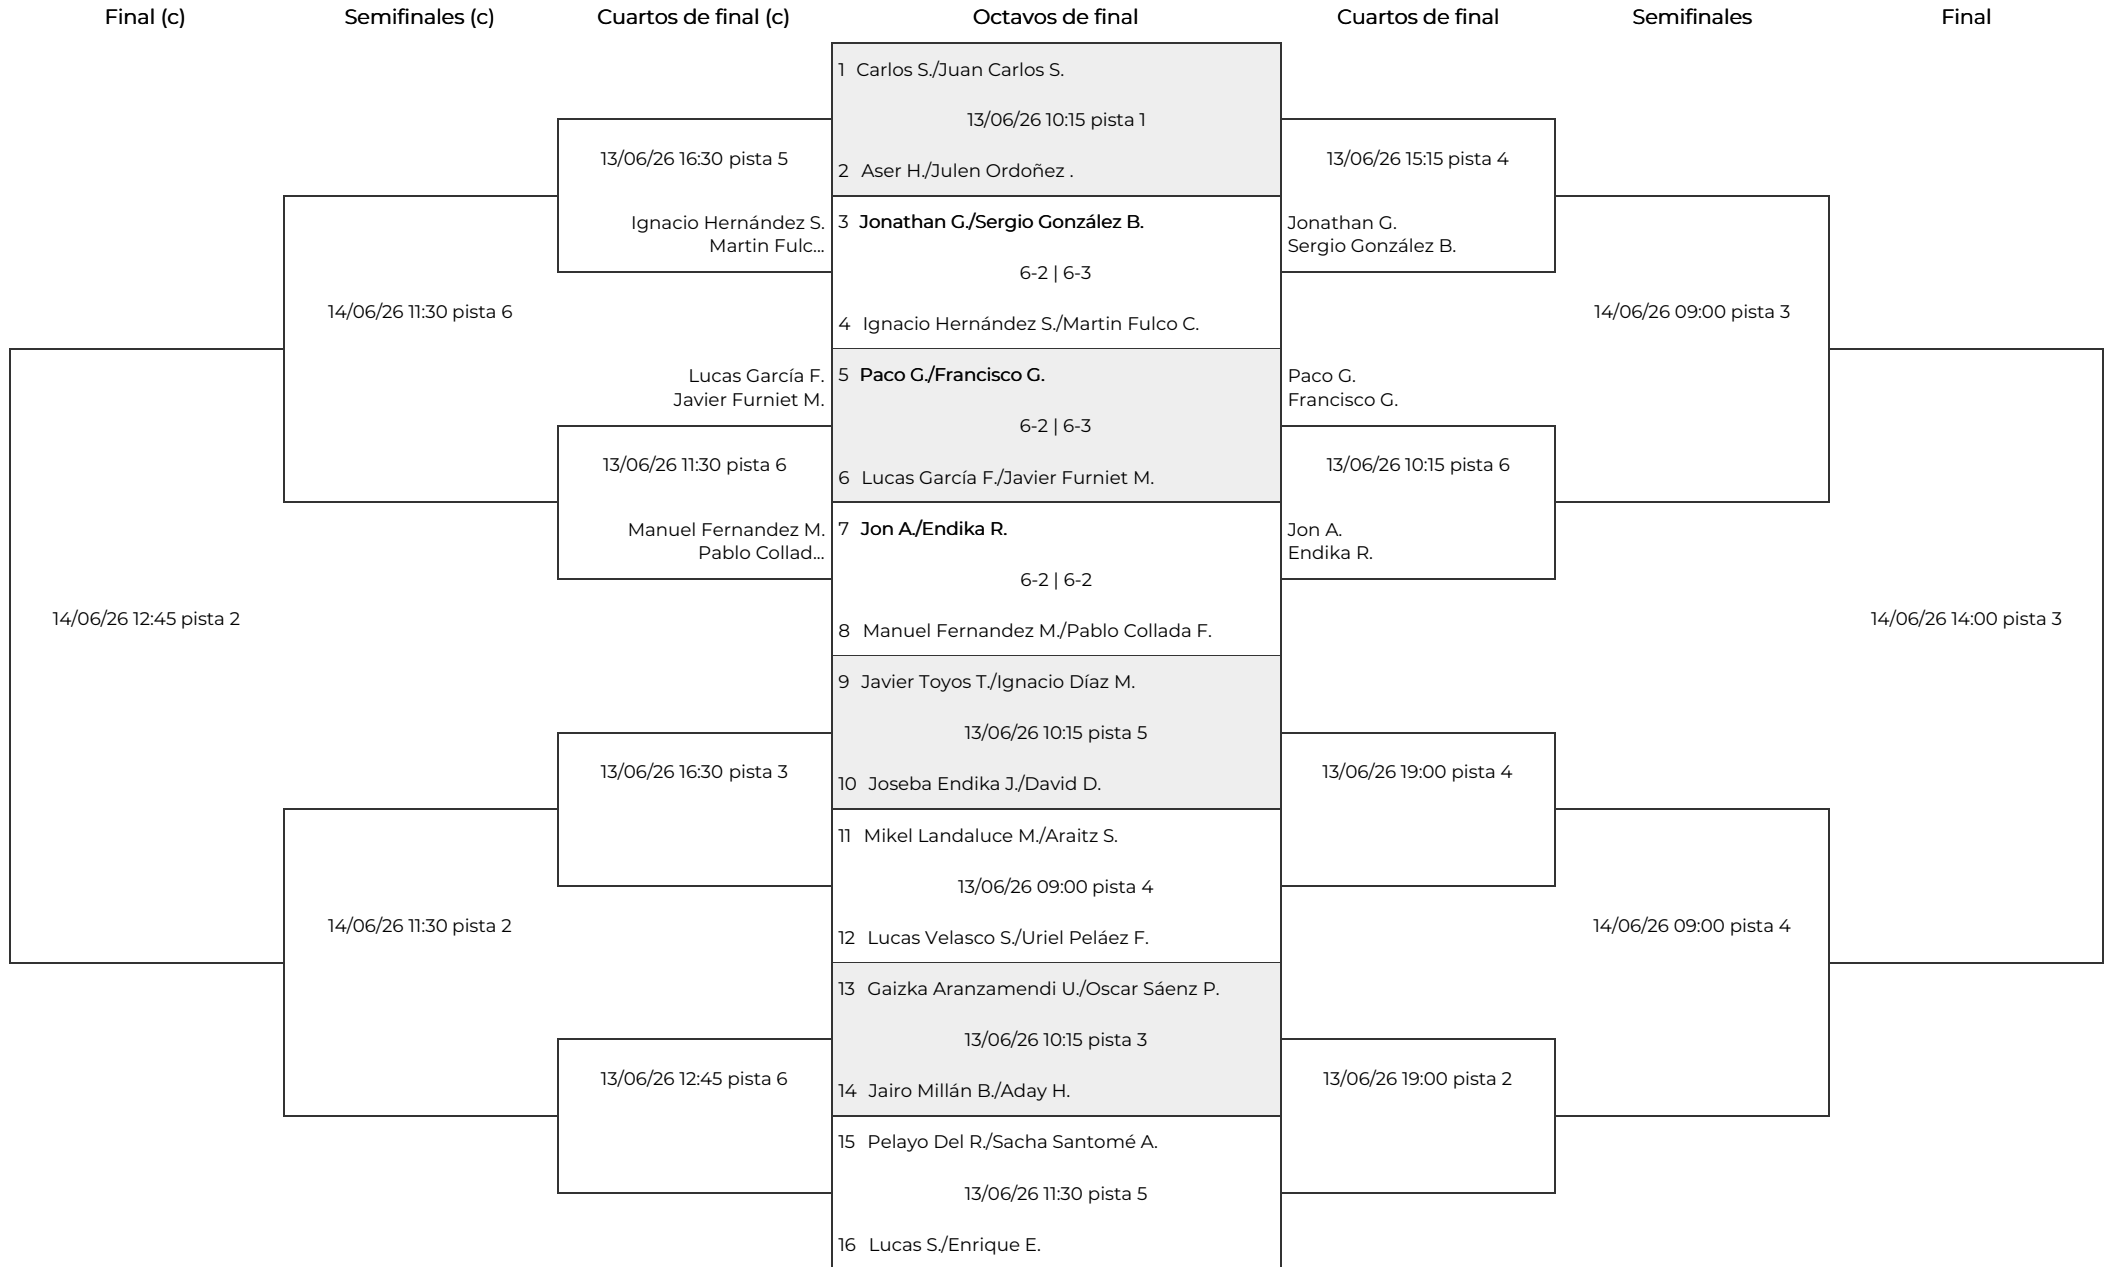 Final (c)
Semifinales (c)
Cuartos de final (c)
Octavos de final
Cuartos de final
Semifinales
Final
14/06/26 12:45 pista 2
14/06/26 11:30 pista 6
14/06/26 11:30 pista 2
13/06/26 16:30 pista 5
Ignacio Hernández S.
Martin Fulc...
Lucas García F.
Javier Furniet M.
13/06/26 11:30 pista 6
Manuel Fernandez M.
Pablo Collad...
13/06/26 16:30 pista 3
13/06/26 12:45 pista 6
1 Carlos S./Juan Carlos S.
13/06/26 10:15 pista 1
2 Aser H./Julen Ordoñez .
3 Jonathan G./Sergio González B.
6-2 | 6-3
4 Ignacio Hernández S./Martin Fulco C.
5 Paco G./Francisco G.
6-2 | 6-3
6 Lucas García F./Javier Furniet M.
7 Jon A./Endika R.
6-2 | 6-2
8 Manuel Fernandez M./Pablo Collada F.
9 Javier Toyos T./Ignacio Díaz M.
13/06/26 10:15 pista 5
10 Joseba Endika J./David D.
11 Mikel Landaluce M./Araitz S.
13/06/26 09:00 pista 4
12 Lucas Velasco S./Uriel Peláez F.
13 Gaizka Aranzamendi U./Oscar Sáenz P.
13/06/26 10:15 pista 3
14 Jairo Millán B./Aday H.
15 Pelayo Del R./Sacha Santomé A.
13/06/26 11:30 pista 5
16 Lucas S./Enrique E.
13/06/26 15:15 pista 4
Jonathan G.
Sergio González B.
Paco G.
Francisco G.
13/06/26 10:15 pista 6
Jon A.
Endika R.
13/06/26 19:00 pista 4
13/06/26 19:00 pista 2
14/06/26 09:00 pista 3
14/06/26 09:00 pista 4
14/06/26 14:00 pista 3